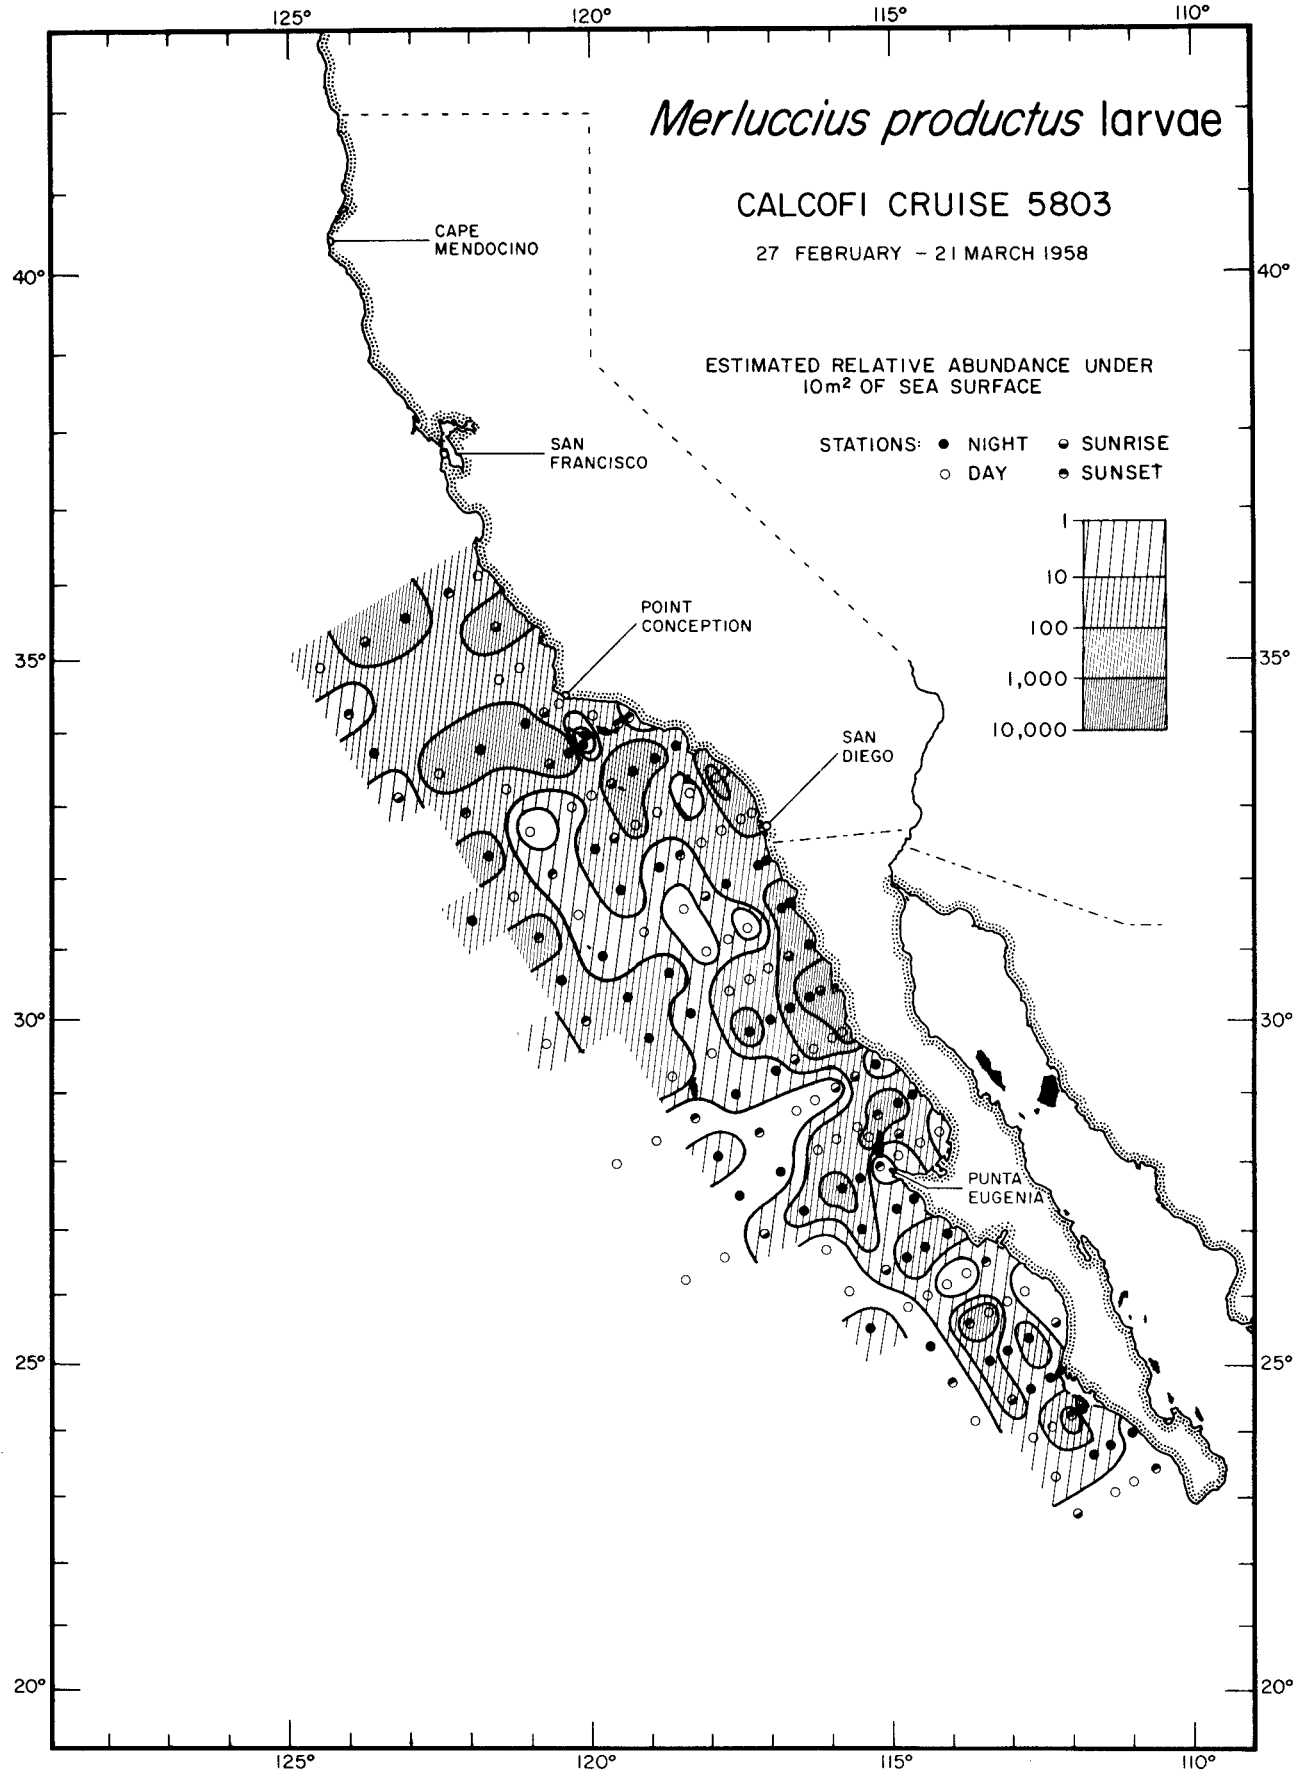 125° 120° 115° 110°
Merluccius productus larvae
CALCOFI CRUISE 5803
27 FEBRUARY – 21 MARCH 1958
CAPE
MENDOCINO
40° 40°
ESTIMATED RELATIVE ABUNDANCE UNDER
10m² OF SEA SURFACE
STATIONS: ● NIGHT ◒ SUNRISE
○ DAY ◓ SUNSET
SAN
FRANCISCO
1
10
100
1,000
10,000
POINT
CONCEPTION
35° 35°
SAN
DIEGO
30° 30°
PUNTA
EUGENIA
25° 25°
20° 20°
125° 120° 115° 110°